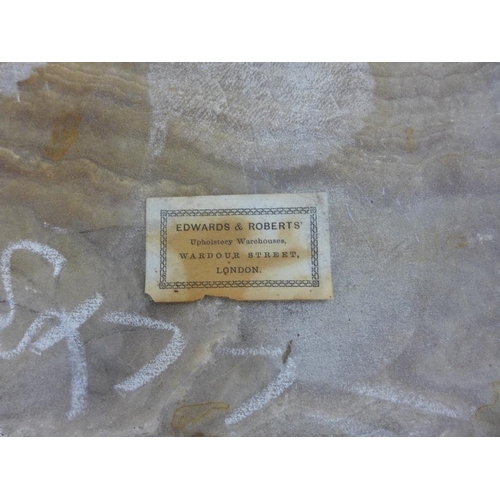 EDWARDS & ROBERTS'
Upholstery Warehouses,
WARDOUR STREET,
LONDON.